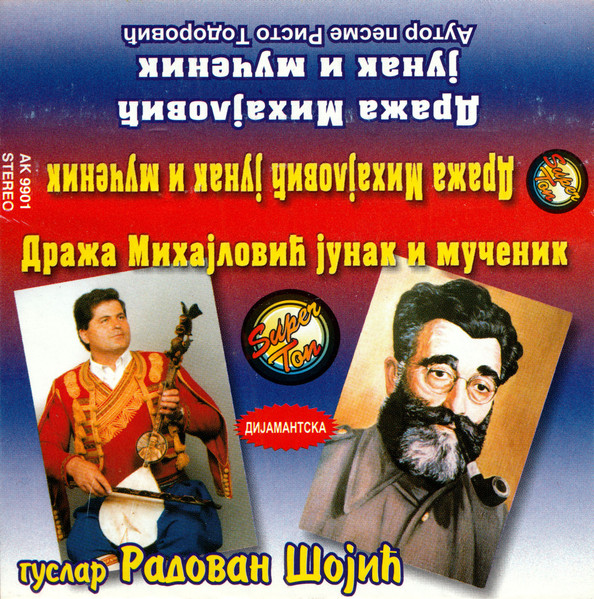 Дража Михајловић
јунак и мученик
Аутор песме Ристо Тодоровић
Super Ton
Дража Михајловић јунак и мученик
AK 9901
STEREO
Дража Михајловић јунак и мученик
Super Ton
ДИЈАМАНТСКА
гуслар Радован Шојић